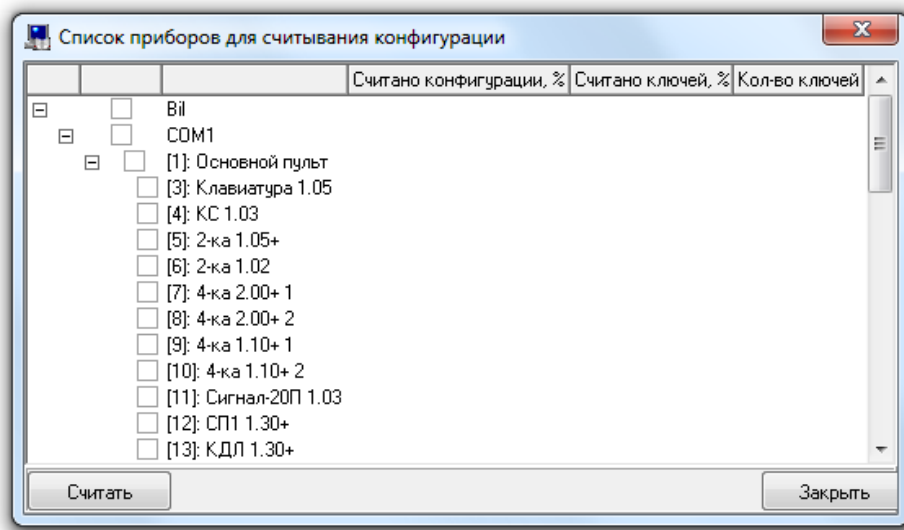 Список приборов для считывания конфигурации
Считано конфигурации, % Считано ключей, % Кол-во ключей
Bil
COM1
[1]: Основной пульт
[3]: Клавиатура 1.05
[4]: КС 1.03
[5]: 2-ка 1.05+
[6]: 2-ка 1.02
[7]: 4-ка 2.00+ 1
[8]: 4-ка 2.00+ 2
[9]: 4-ка 1.10+ 1
[10]: 4-ка 1.10+ 2
[11]: Сигнал-20П 1.03
[12]: СП1 1.30+
[13]: КДЛ 1.30+
Считать Закрыть